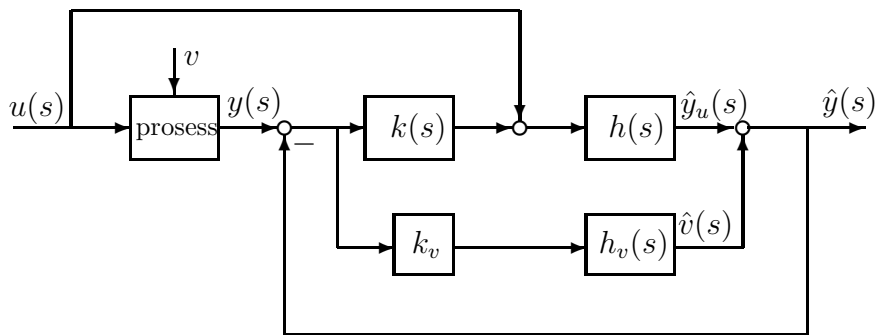 v
u(s)
prosess
y(s)
−
k(s)
h(s)
ŷ_u(s)
ŷ(s)
k_v
h_v(s)
v̂(s)